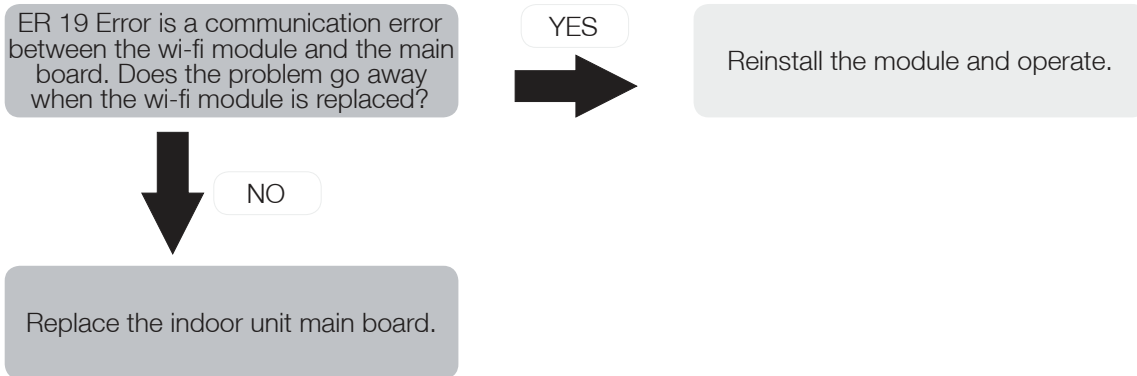 ER 19 Error is a communication error
between the wi-fi module and the main
board. Does the problem go away
when the wi-fi module is replaced?
YES
Reinstall the module and operate.
NO
Replace the indoor unit main board.